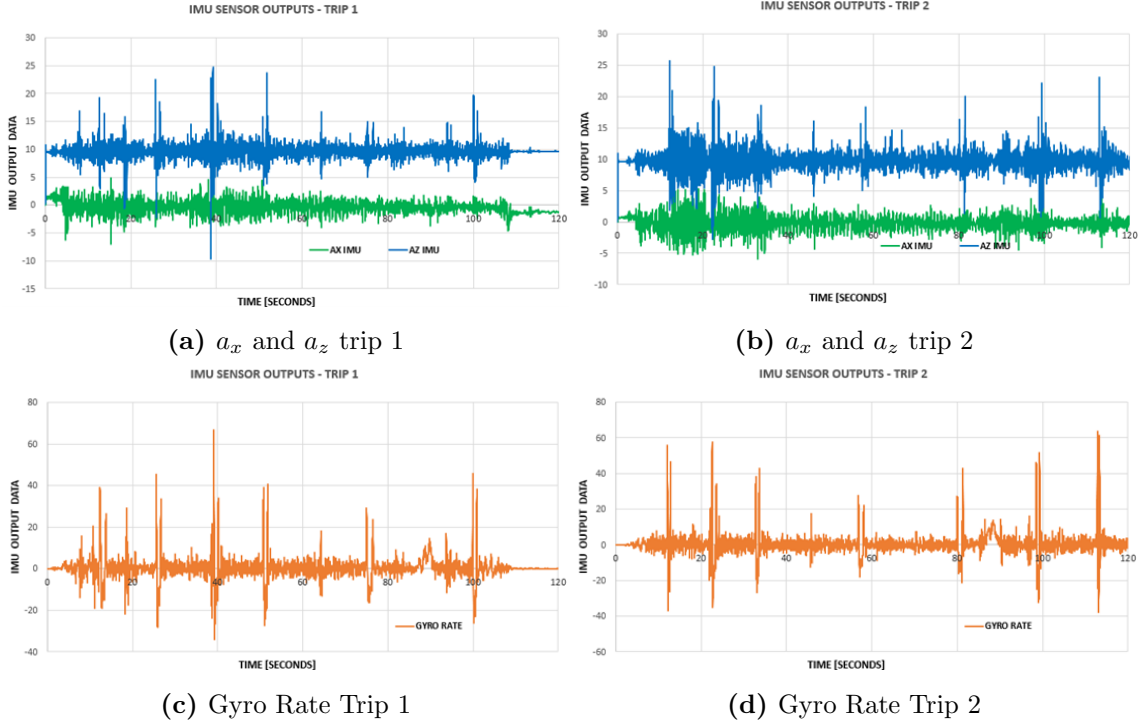 IMU SENSOR OUTPUTS - TRIP 1
IMU OUTPUT DATA
30
25
20
15
10
5
0
-5
-10
-15
0 20 40 60 80 100 120
AX IMU AZ IMU
TIME [SECONDS]
(a) aₓ and a_z trip 1
IMU SENSOR OUTPUTS - TRIP 2
IMU OUTPUT DATA
30
25
20
15
10
5
0
-5
-10
0 20 40 60 80 100 120
AX IMU AZ IMU
TIME [SECONDS]
(b) aₓ and a_z trip 2
IMU SENSOR OUTPUTS - TRIP 1
IMU OUTPUT DATA
80
60
40
20
0
-20
-40
0 20 40 60 80 100 120
GYRO RATE
TIME [SECONDS]
(c) Gyro Rate Trip 1
IMU SENSOR OUTPUTS - TRIP 2
IMU OUTPUT DATA
80
60
40
20
0
-20
-40
-60
0 20 40 60 80 100 120
GYRO RATE
TIME [SECONDS]
(d) Gyro Rate Trip 2